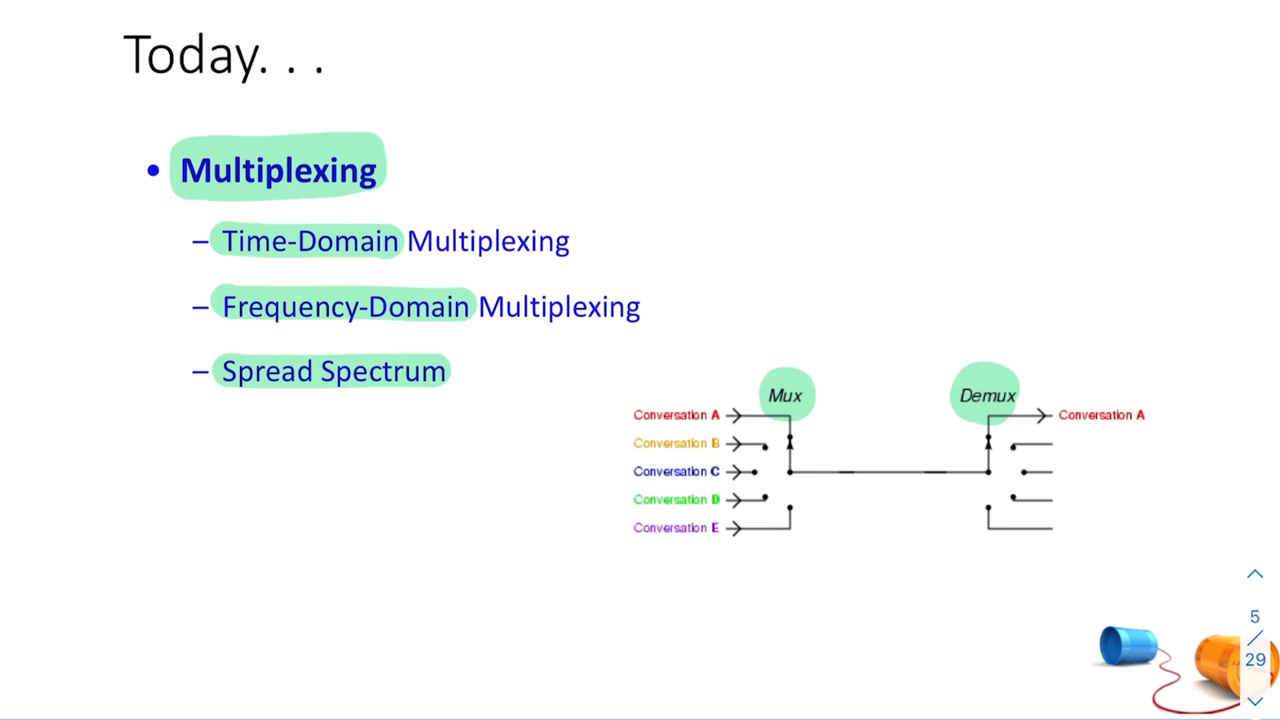 Today. . .
• Multiplexing
– Time-Domain Multiplexing
– Frequency-Domain Multiplexing
– Spread Spectrum
Mux
Demux
Conversation A
Conversation A
Conversation B
Conversation C
Conversation D
Conversation E
5
/
29